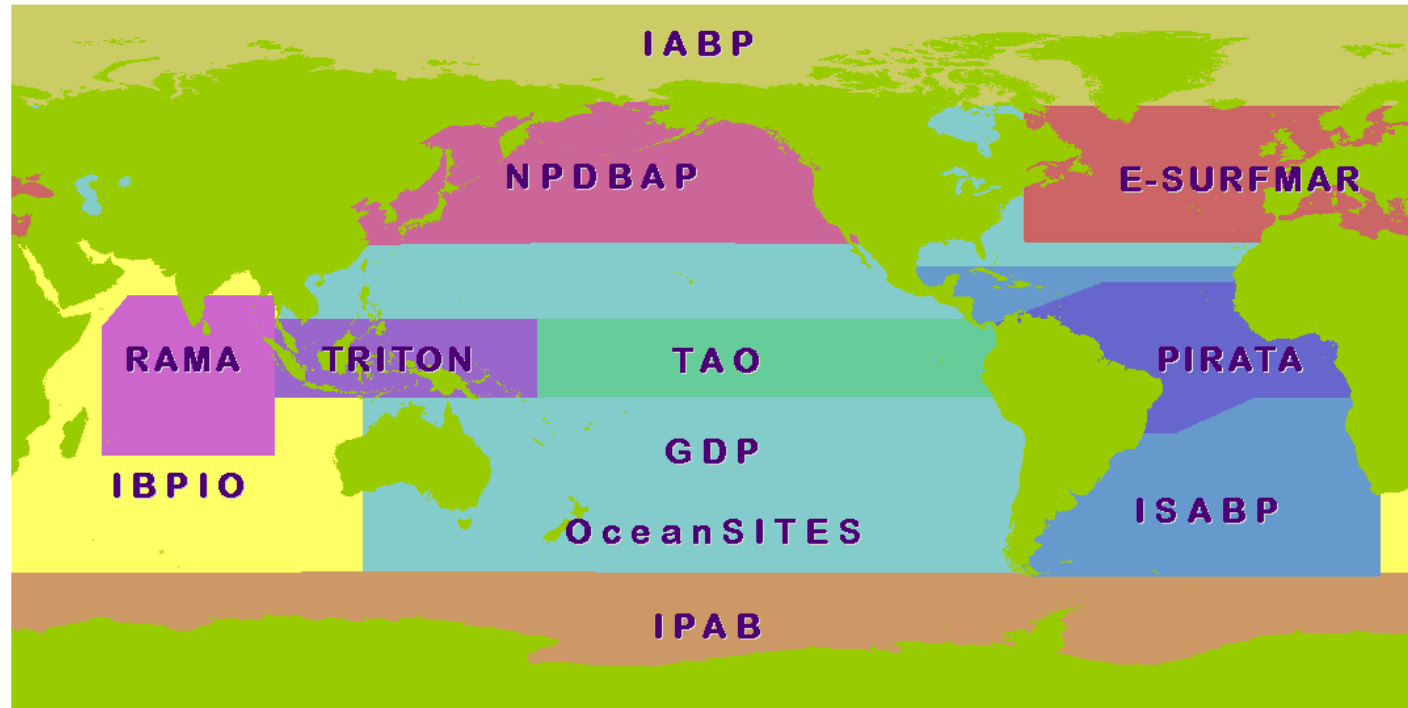 IABP
NPDBAP
E-SURFMAR
RAMA
TRITON
TAO
PIRATA
GDP
IBPIO
ISABP
OceanSITES
IPAB